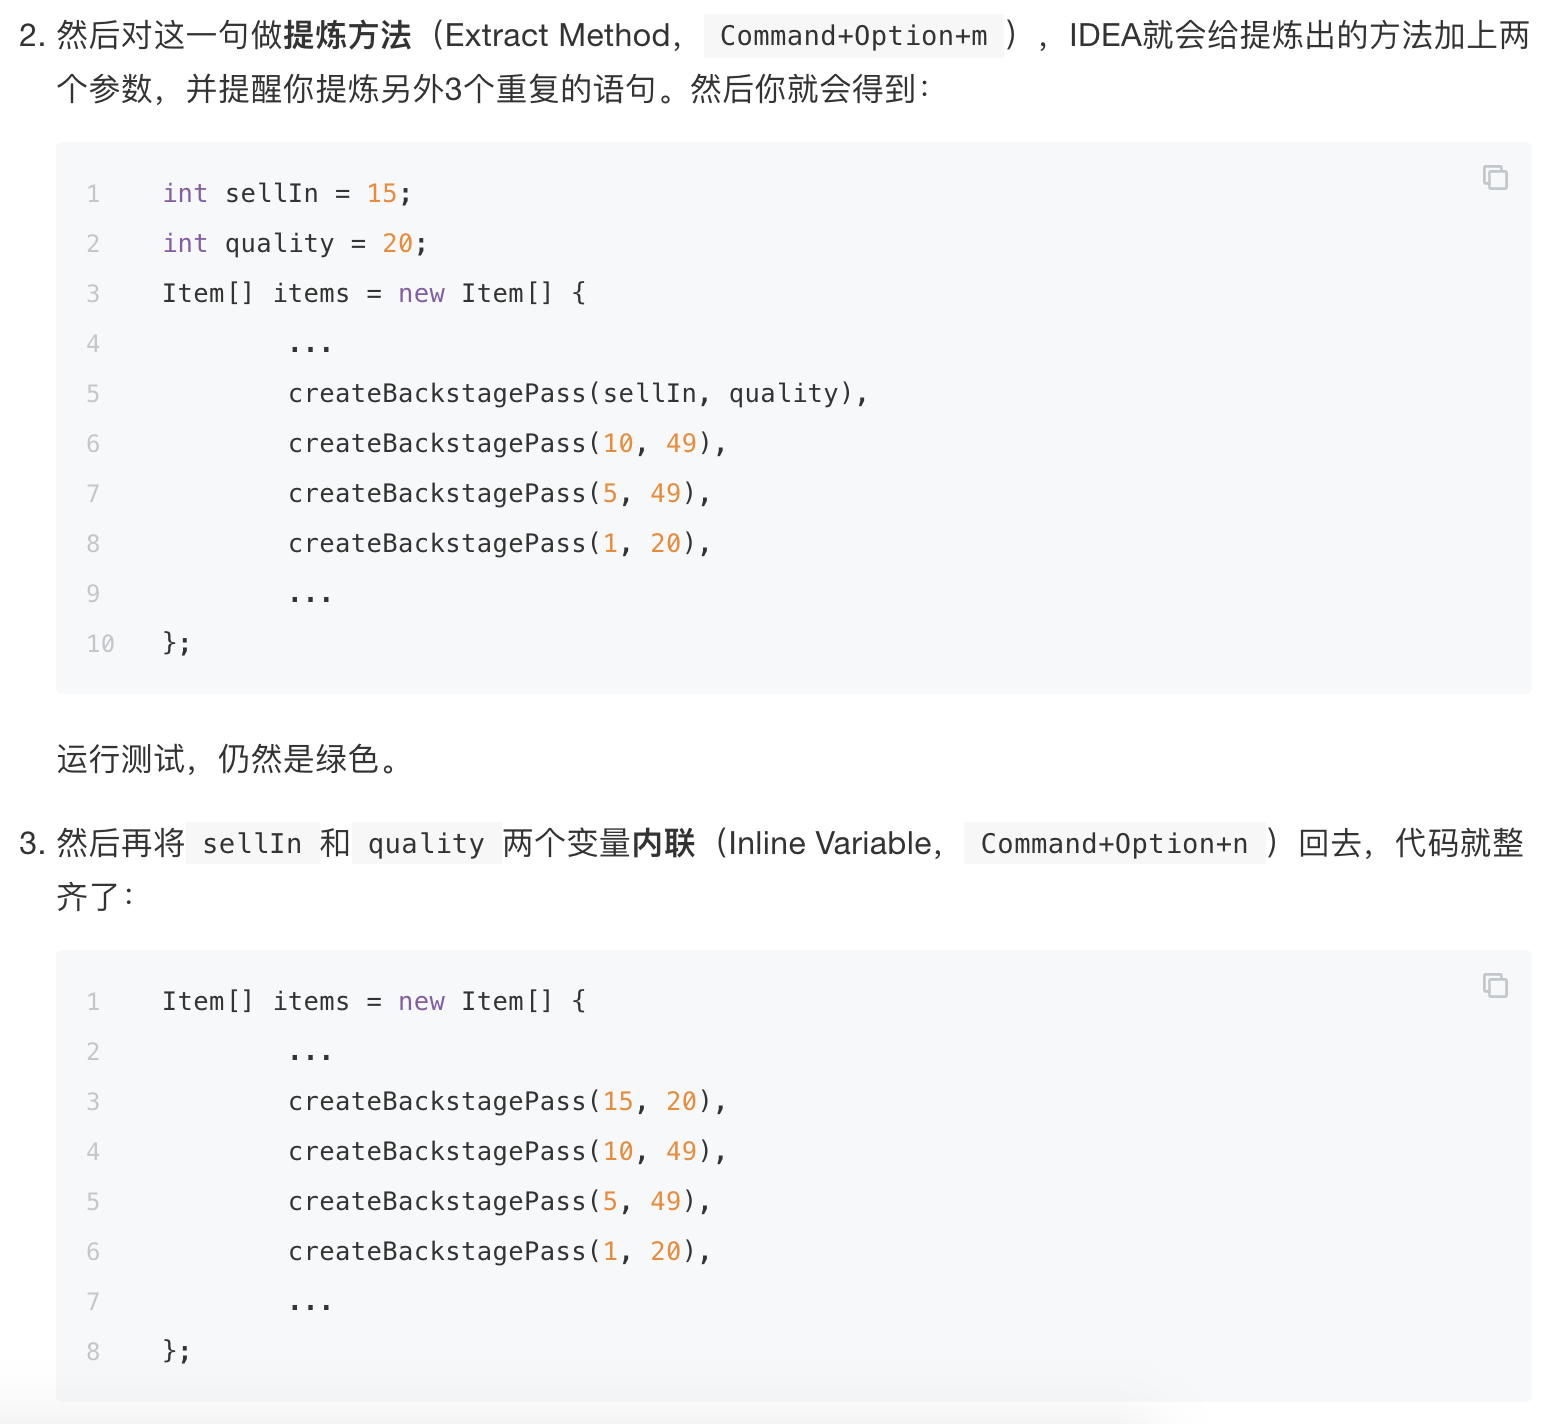 2. 然后对这一句做提炼方法（Extract Method， Command+Option+m ），IDEA就会给提炼出的方法加上两
个参数，并提醒你提炼另外3个重复的语句。然后你就会得到：
1 int sellIn = 15;
2 int quality = 20;
3 Item[] items = new Item[] {
4 ...
5 createBackstagePass(sellIn, quality),
6 createBackstagePass(10, 49),
7 createBackstagePass(5, 49),
8 createBackstagePass(1, 20),
9 ...
10 };
运行测试，仍然是绿色。
3. 然后再将 sellIn 和 quality 两个变量内联（Inline Variable， Command+Option+n ）回去，代码就整
齐了：
1 Item[] items = new Item[] {
2 ...
3 createBackstagePass(15, 20),
4 createBackstagePass(10, 49),
5 createBackstagePass(5, 49),
6 createBackstagePass(1, 20),
7 ...
8 };